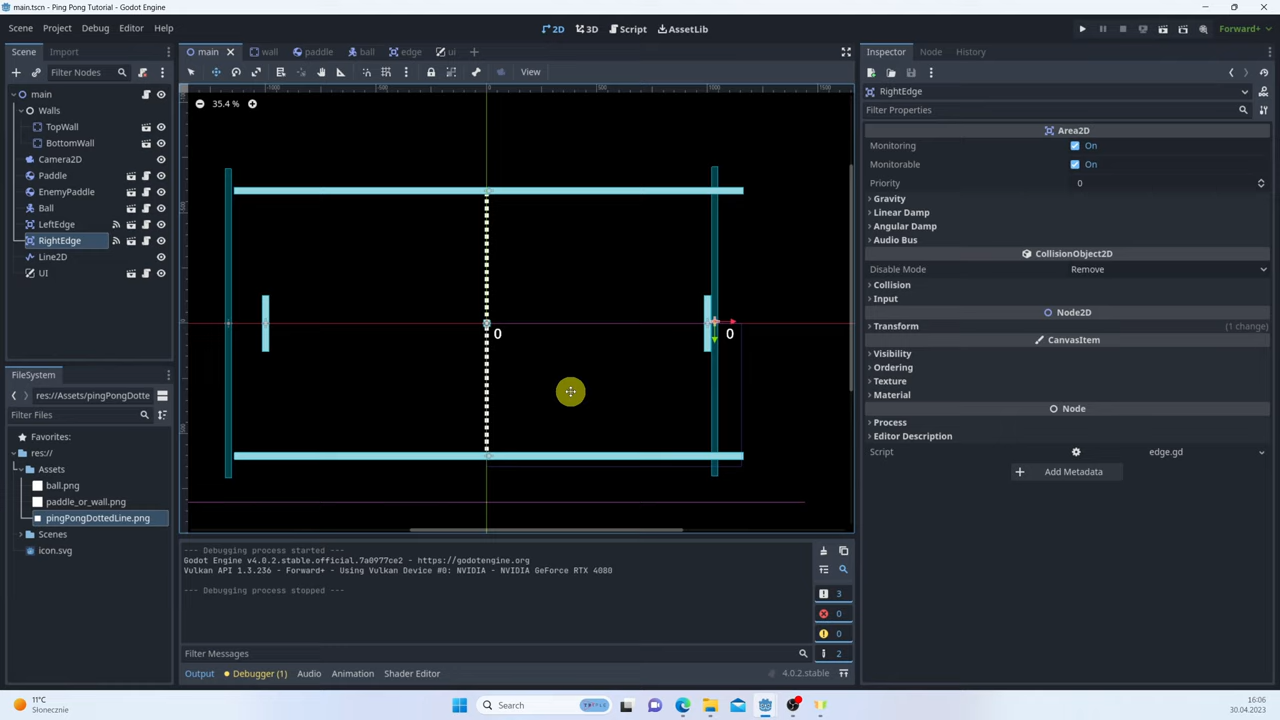 main.tscn - Ping Pong Tutorial - Godot Engine
Scene Project Debug Editor Help
2D 3D Script AssetLib
Forward+
Scene Import
main wall paddle ball edge ui
Inspector Node History
Filter Nodes
View
main
RightEdge
35.4 %
Walls
Filter Properties
TopWall
Area2D
BottomWall
Monitoring On
Camera2D
Monitorable On
Paddle
Priority 0
EnemyPaddle
Gravity
Ball
Linear Damp
LeftEdge
Angular Damp
RightEdge
Audio Bus
Line2D
CollisionObject2D
UI
Disable Mode Remove
Collision
Input
Node2D
0 0
Transform (1 change)
CanvasItem
Visibility
Ordering
FileSystem
Texture
res://Assets/pingPongDotte
Material
Filter Files
Node
Favorites:
Process
res://
Editor Description
Assets
Script edge.gd
ball.png
Add Metadata
paddle_or_wall.png
pingPongDottedLine.png
Scenes
icon.svg
--- Debugging process started ---
Godot Engine v4.0.2.stable.official.7a0977ce2 - https://godotengine.org
Vulkan API 1.3.236 - Forward+ - Using Vulkan Device #0: NVIDIA - NVIDIA GeForce RTX 4080
--- Debugging process stopped ---
3
0
0
2
Filter Messages
Output Debugger (1) Audio Animation Shader Editor
4.0.2.stable
11°C
Słonecznie
Search
16:06
30.04.2023